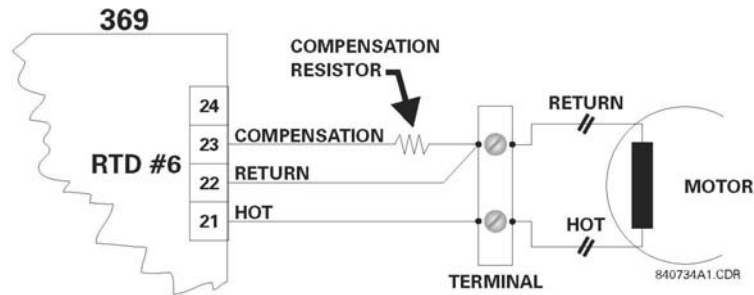 369
COMPENSATION
RESISTOR
24
23 COMPENSATION
RTD #6
22 RETURN
21 HOT
TERMINAL
RETURN
HOT
MOTOR
840734A1.CDR